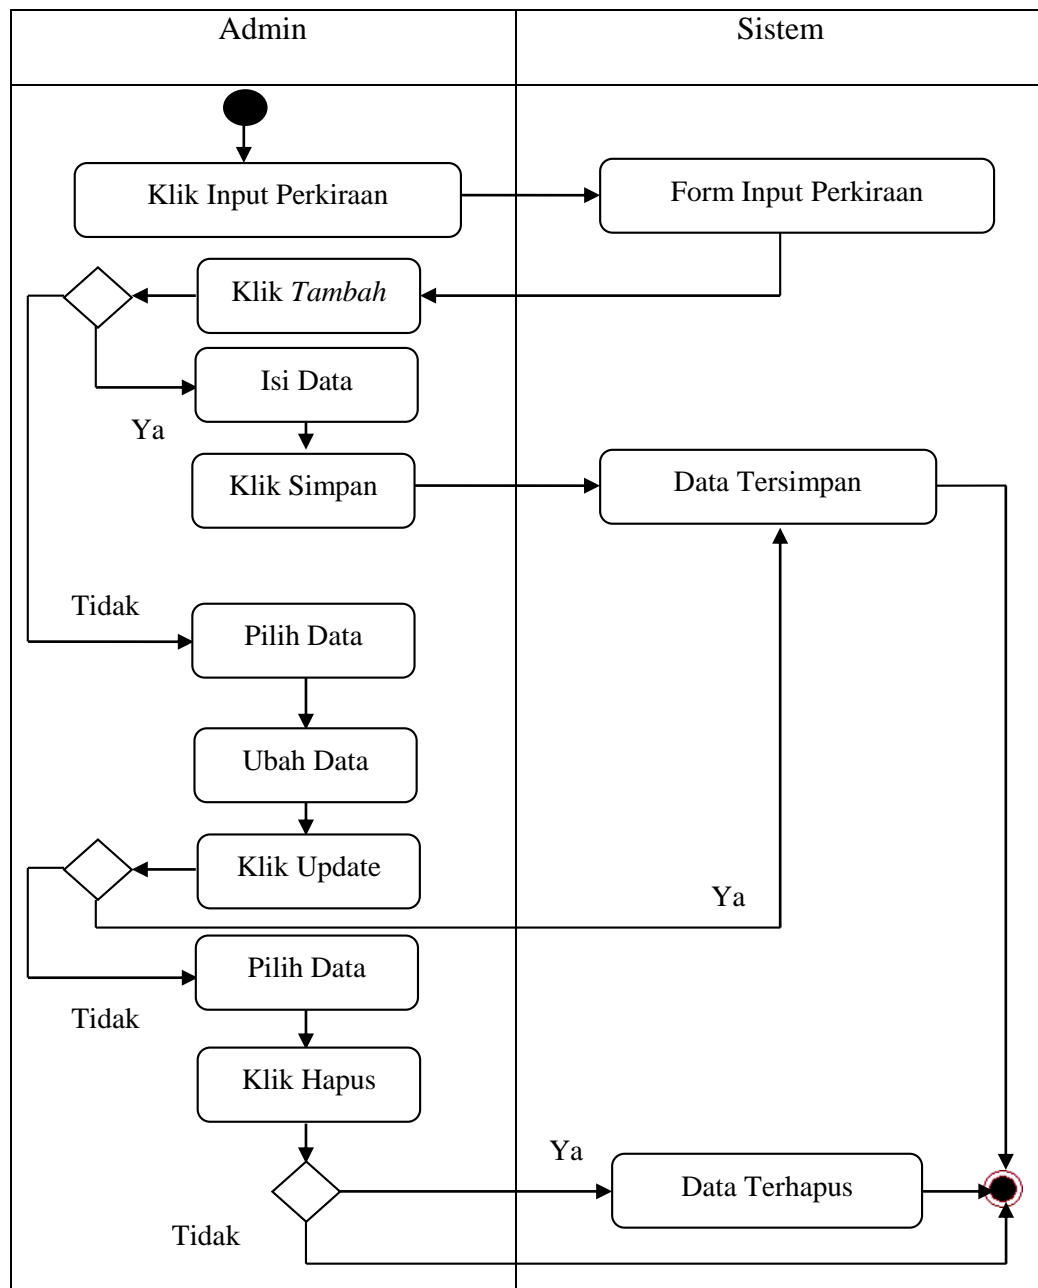 Admin
Sistem
Klik Input Perkiraan
Form Input Perkiraan
Klik Tambah
Isi Data
Ya
Klik Simpan
Data Tersimpan
Tidak
Pilih Data
Ubah Data
Klik Update
Ya
Pilih Data
Tidak
Klik Hapus
Ya
Data Terhapus
Tidak